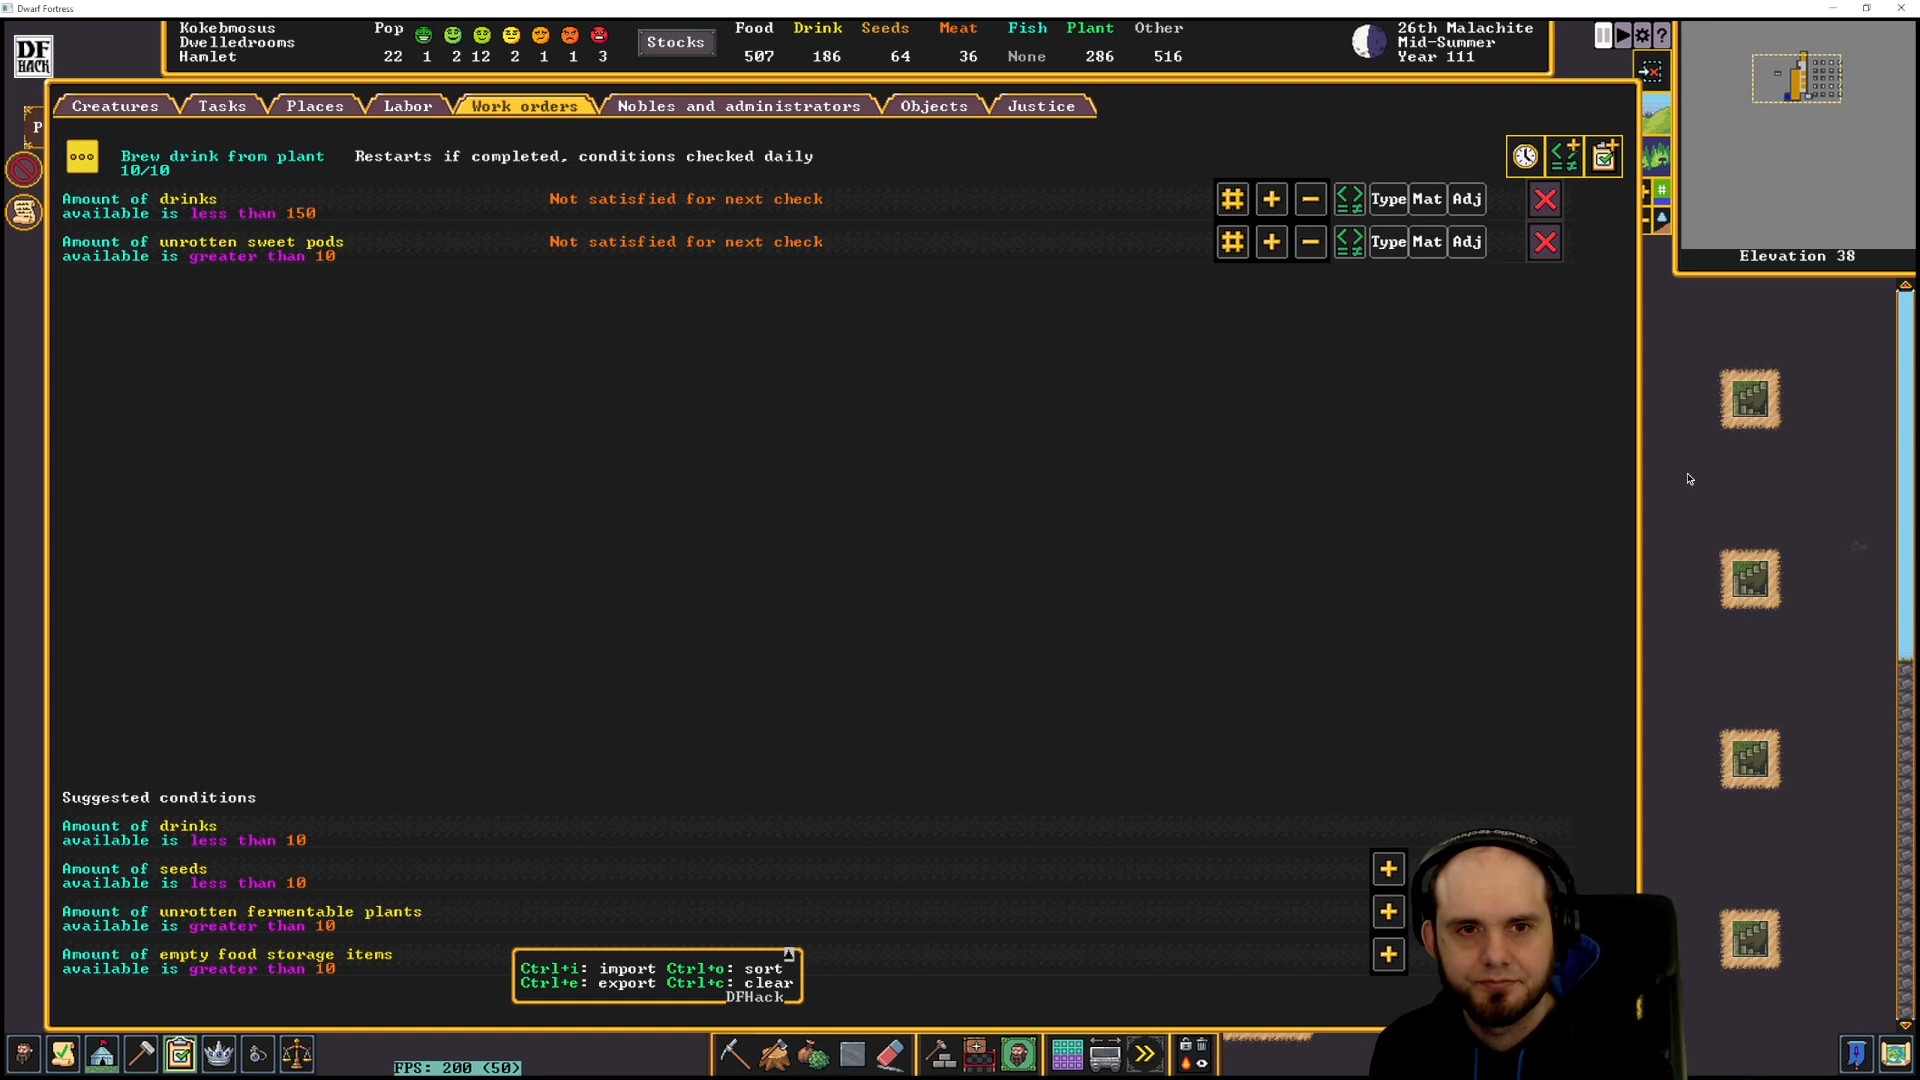 Dwarf Fortress
DF
HACK
Kokebmosus
Dwelledrooms
Hamlet
Pop
22 1 2 12 2 1 1 3
Stocks
Food Drink Seeds Meat Fish Plant Other
507 186 64 36 None 286 516
26th Malachite
Mid-Summer
Year 111
?
Elevation 38
P
Creatures Tasks Places Labor Work orders Nobles and administrators Objects Justice
Brew drink from plant Restarts if completed, conditions checked daily
10/10
Amount of drinks Not satisfied for next check
available is less than 150
Type Mat Adj
Amount of unrotten sweet pods Not satisfied for next check
available is greater than 10
Type Mat Adj
Suggested conditions
Amount of drinks
available is less than 10
Amount of seeds
available is less than 10
Amount of unrotten fermentable plants
available is greater than 10
Amount of empty food storage items
available is greater than 10
Ctrl+i: import Ctrl+o: sort
Ctrl+e: export Ctrl+c: clear
DFHack
FPS: 200 (50)